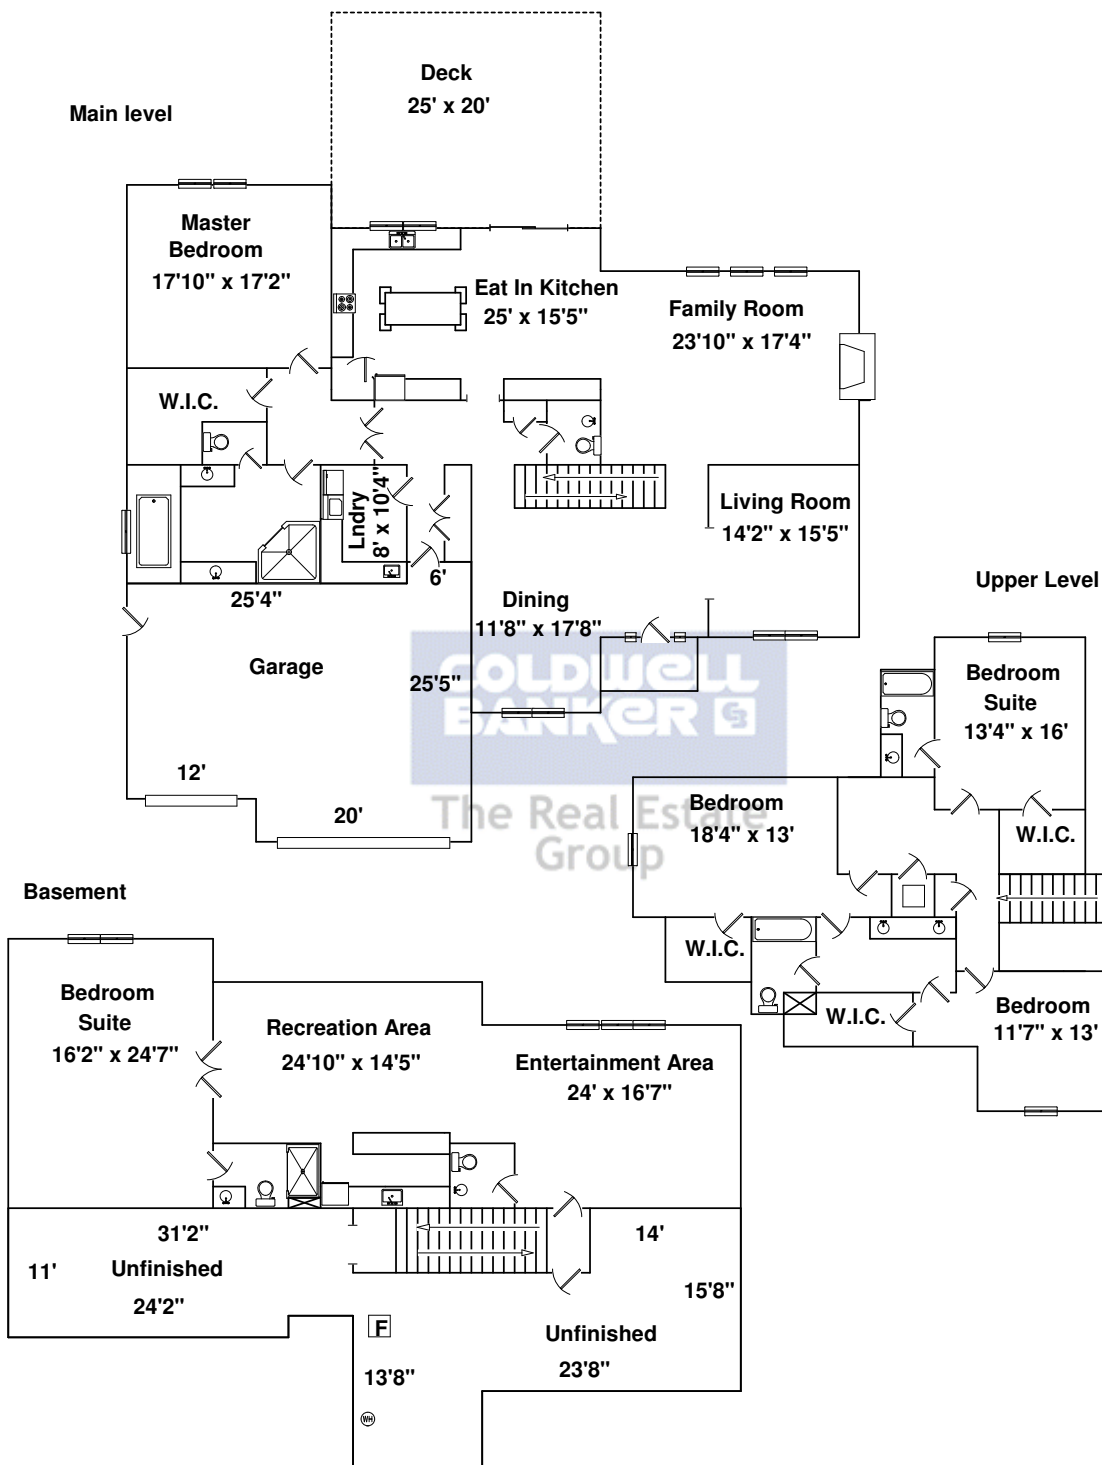 Main level
Deck
25' x 20'
Master
Bedroom
17'10" x 17'2"
Eat In Kitchen
25' x 15'5"
Family Room
23'10" x 17'4"
W.I.C.
Lndry
8' x 10'4"
6'
Living Room
14'2" x 15'5"
Dining
11'8" x 17'8"
25'4"
Garage
25'5"
12'
20'
COLDWELL
BANKER CB
The Real Estate
Group
Upper Level
Bedroom
Suite
13'4" x 16'
W.I.C.
Bedroom
18'4" x 13'
W.I.C.
W.I.C.
Bedroom
11'7" x 13'
Basement
Bedroom
Suite
16'2" x 24'7"
Recreation Area
24'10" x 14'5"
Entertainment Area
24' x 16'7"
31'2"
11'
Unfinished
24'2"
14'
15'8"
F
Unfinished
23'8"
13'8"
WH